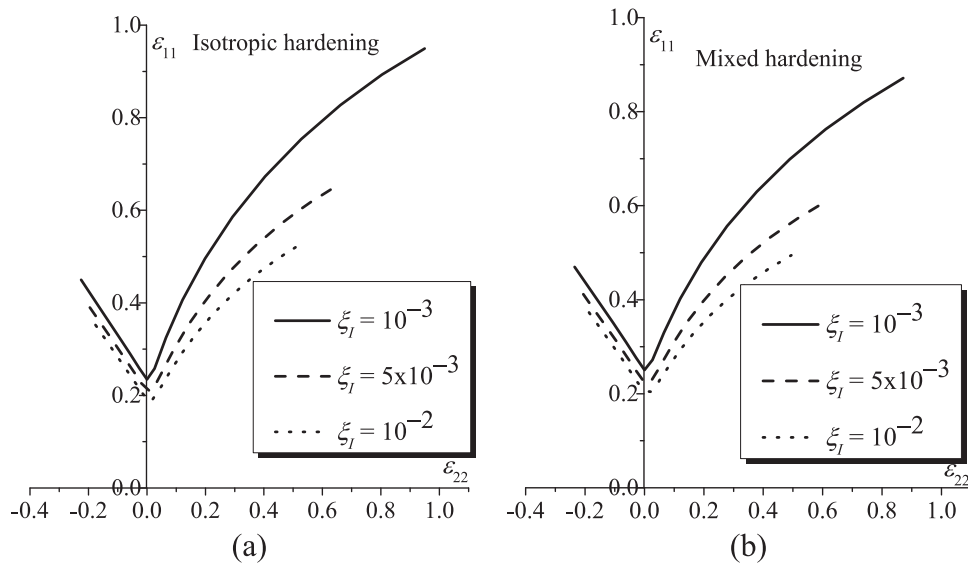 1.0
ε11 Isotropic hardening
0.8
0.6
0.4
0.2
0.0
ξI = 10−3
ξI = 5x10−3
ξI = 10−2
ε22
-0.4 -0.2 0.0 0.2 0.4 0.6 0.8 1.0
(a)
1.0
ε11
Mixed hardening
0.8
0.6
0.4
0.2
0.0
ξI = 10−3
ξI = 5x10−3
ξI = 10−2
ε22
-0.4 -0.2 0.0 0.2 0.4 0.6 0.8 1.0
(b)